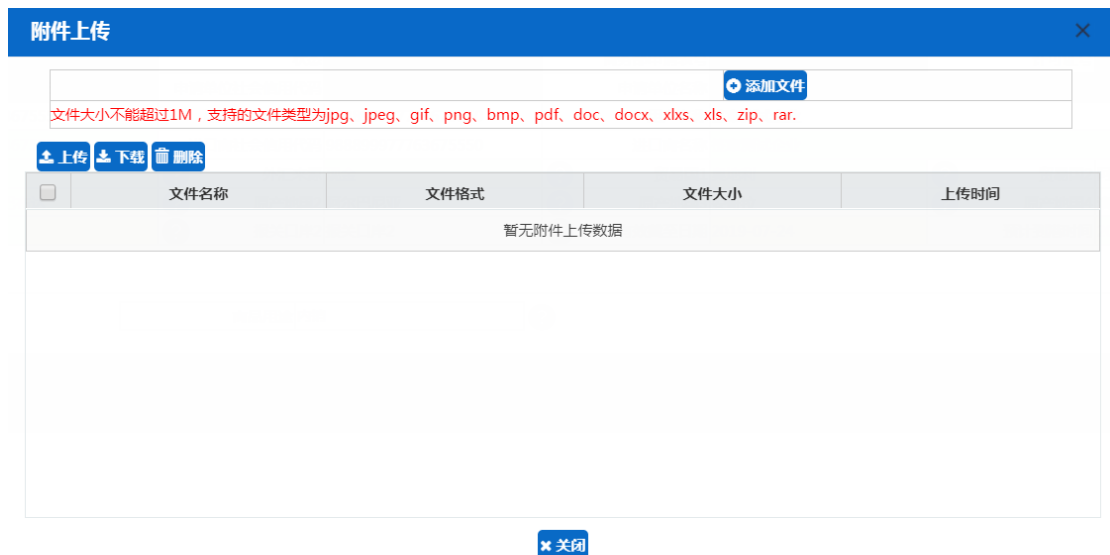 附件上传
添加文件
文件大小不能超过1M，支持的文件类型为jpg、jpeg、gif、png、bmp、pdf、doc、docx、xlxs、xls、zip、rar.
上传 下载 删除
文件名称 文件格式 文件大小 上传时间
暂无附件上传数据
关闭